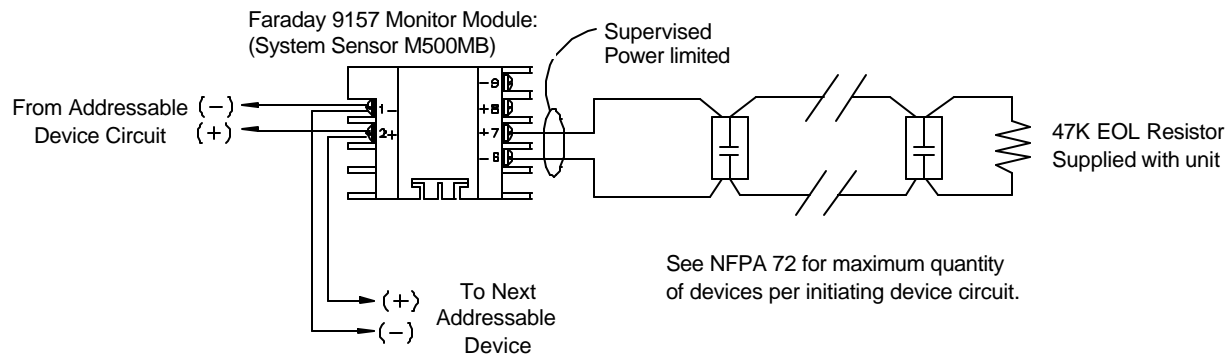 Faraday 9157 Monitor Module:
(System Sensor M500MB)
Supervised
Power limited
From Addressable (-)
Device Circuit (+)
1-
2+
-9
+8
+7
-6
47K EOL Resistor
Supplied with unit
See NFPA 72 for maximum quantity
of devices per initiating device circuit.
(+)
(-)
To Next
Addressable
Device